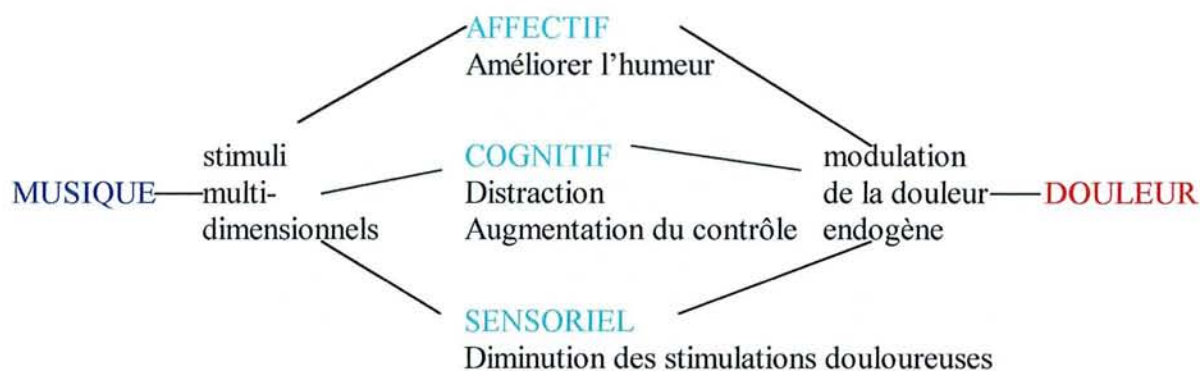 AFFECTIF
Améliorer l’humeur
MUSIQUE
stimuli
multi-
dimensionnels
COGNITIF
Distraction
Augmentation du contrôle
modulation
de la douleur
endogène
DOULEUR
SENSORIEL
Diminution des stimulations douloureuses